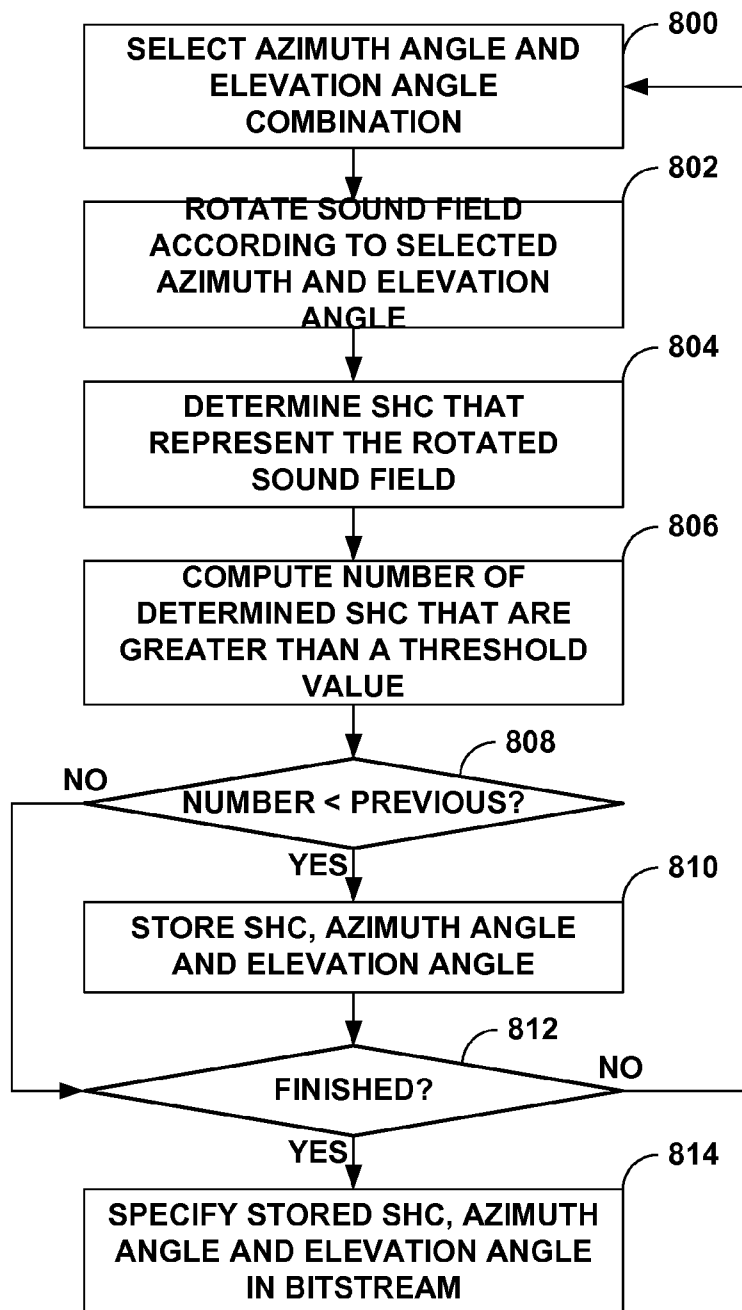 800
SELECT AZIMUTH ANGLE AND
ELEVATION ANGLE
COMBINATION
802
ROTATE SOUND FIELD
ACCORDING TO SELECTED
AZIMUTH AND ELEVATION
ANGLE
804
DETERMINE SHC THAT
REPRESENT THE ROTATED
SOUND FIELD
806
COMPUTE NUMBER OF
DETERMINED SHC THAT ARE
GREATER THAN A THRESHOLD
VALUE
808
NO
NUMBER < PREVIOUS?
YES
810
STORE SHC, AZIMUTH ANGLE
AND ELEVATION ANGLE
812
FINISHED?
NO
YES
814
SPECIFY STORED SHC, AZIMUTH
ANGLE AND ELEVATION ANGLE
IN BITSTREAM